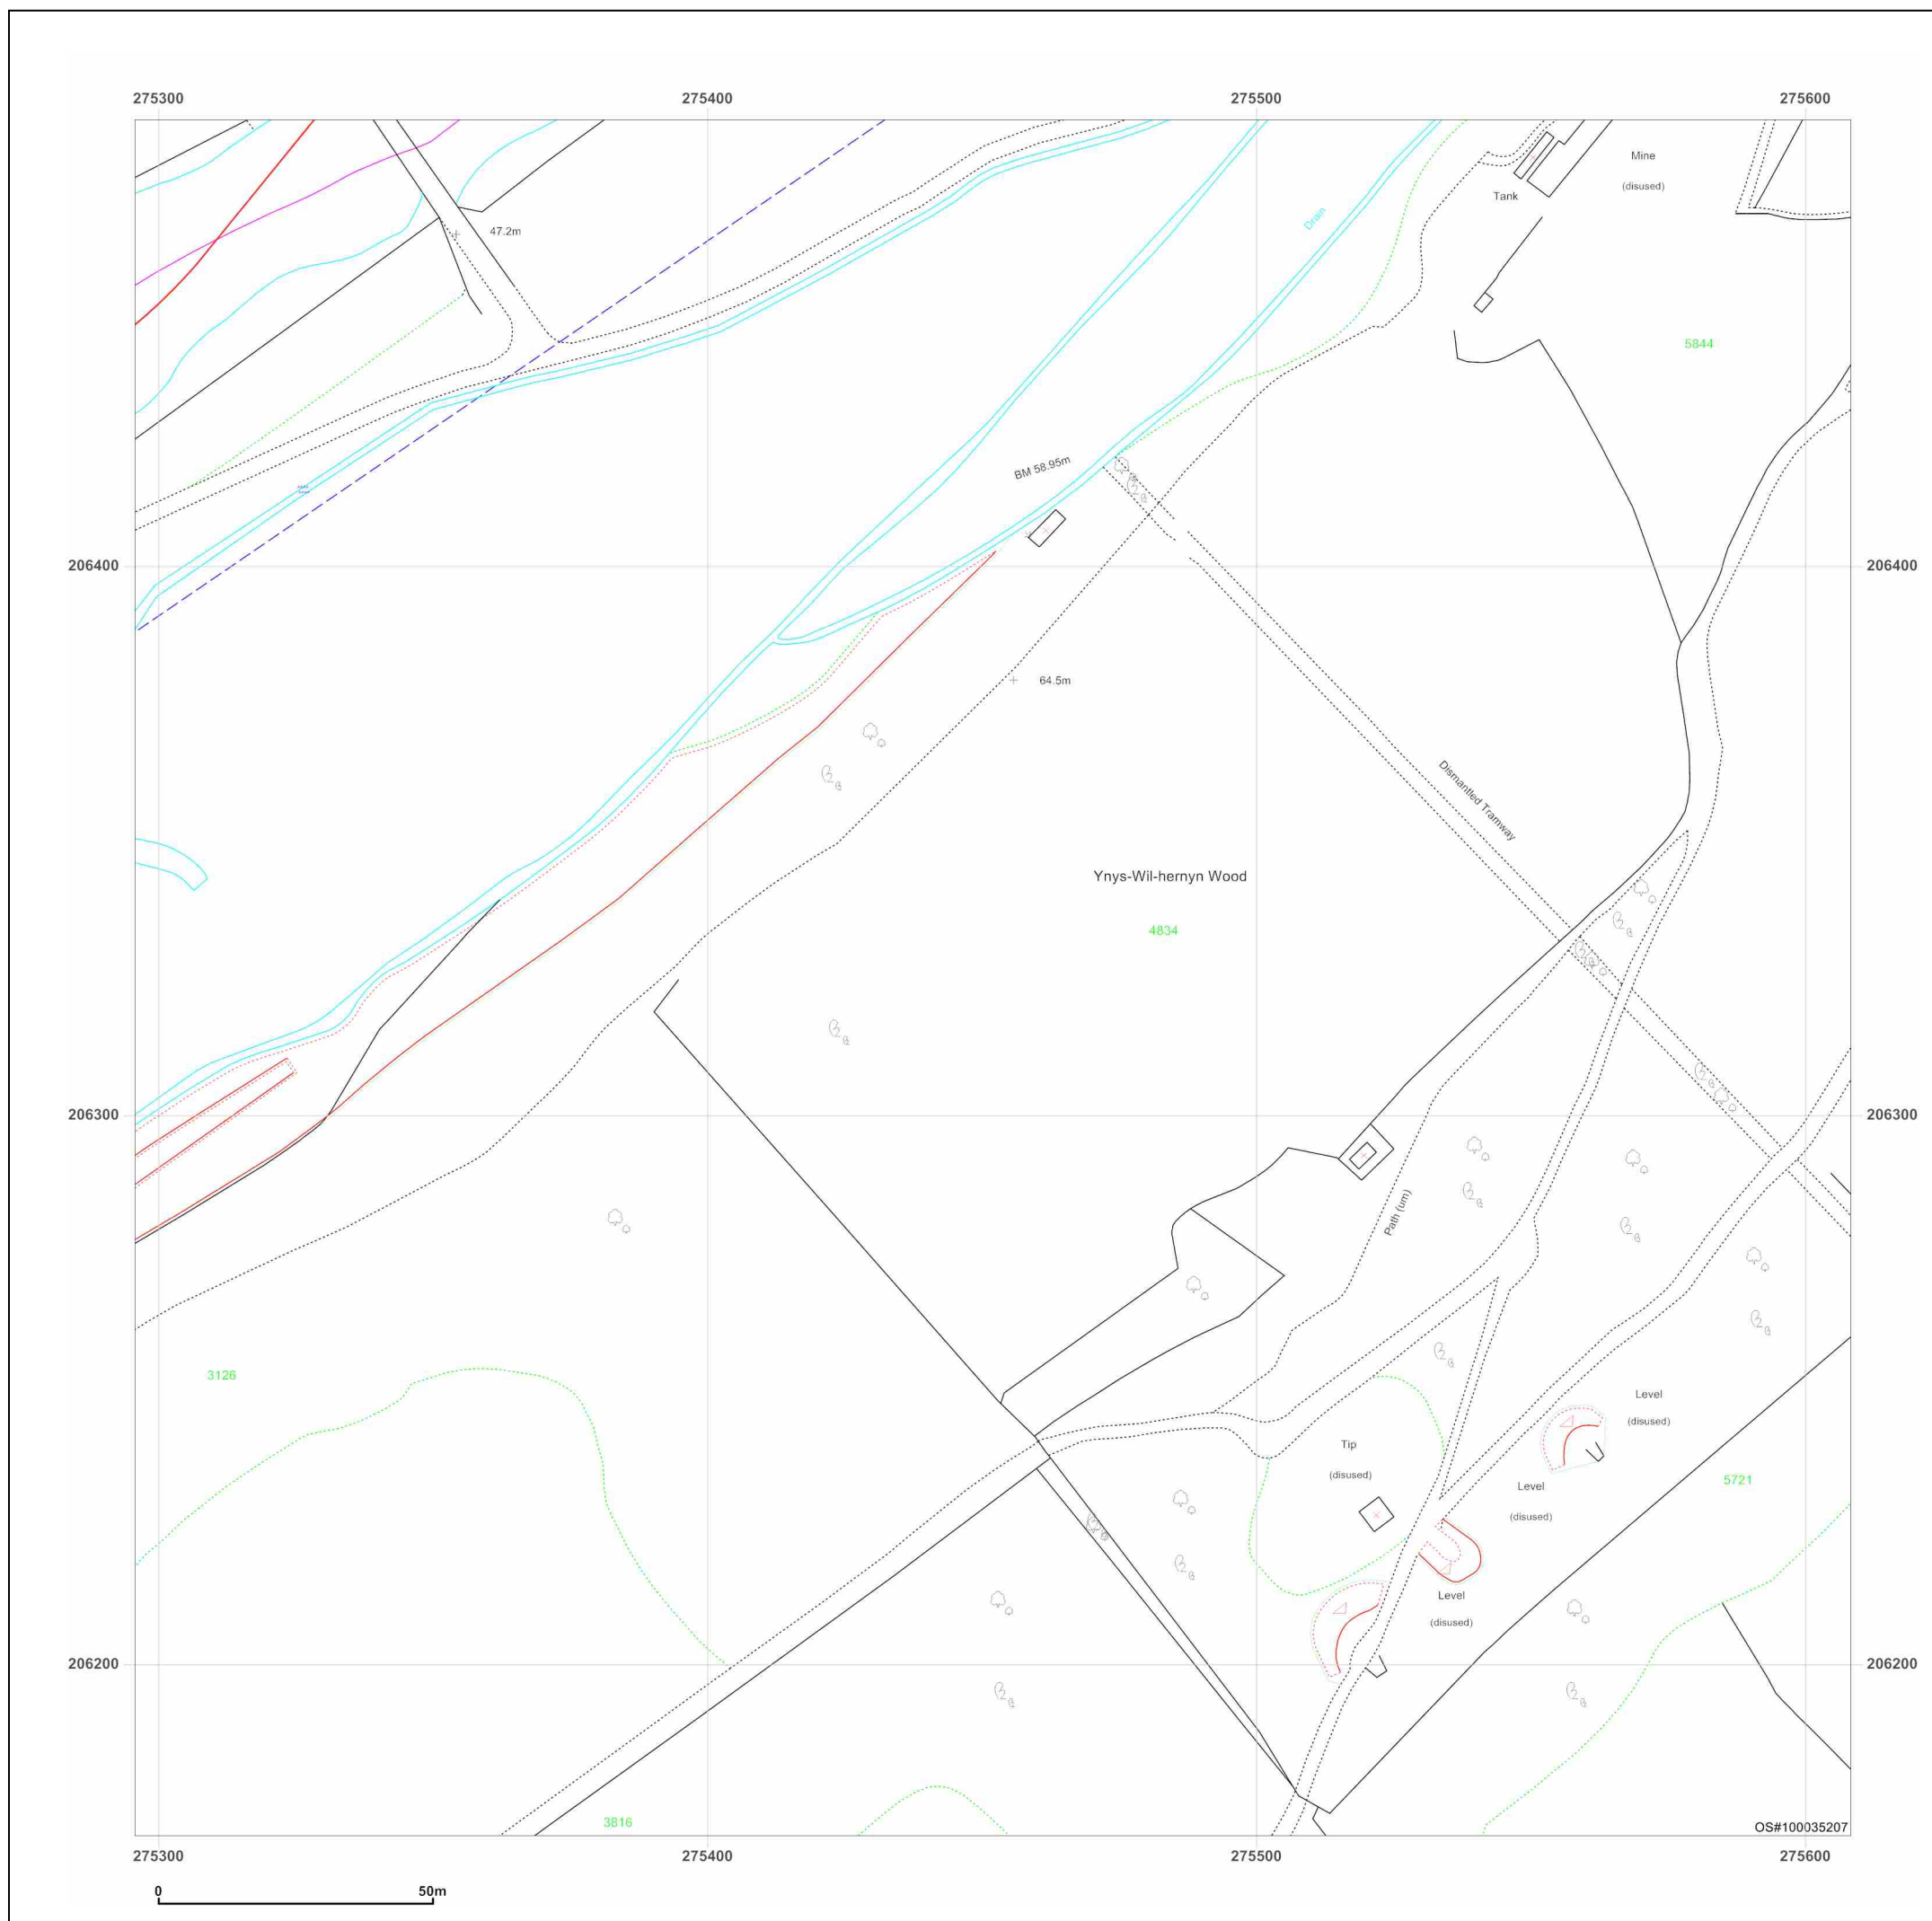 275300
275400
275500
275600
Mine
(disused)
Tank
Drain
47.2m
5844
BM 58.95m
206400
206400
64.5m
Dismantled Tramway
Ynys-Wil-hernyn Wood
4834
206300
206300
Path (um)
3126
Level
(disused)
Tip
(disused)
5721
Level
(disused)
Level
(disused)
206200
206200
3816
OS#100035207
275300
275400
275500
275600
0
50m